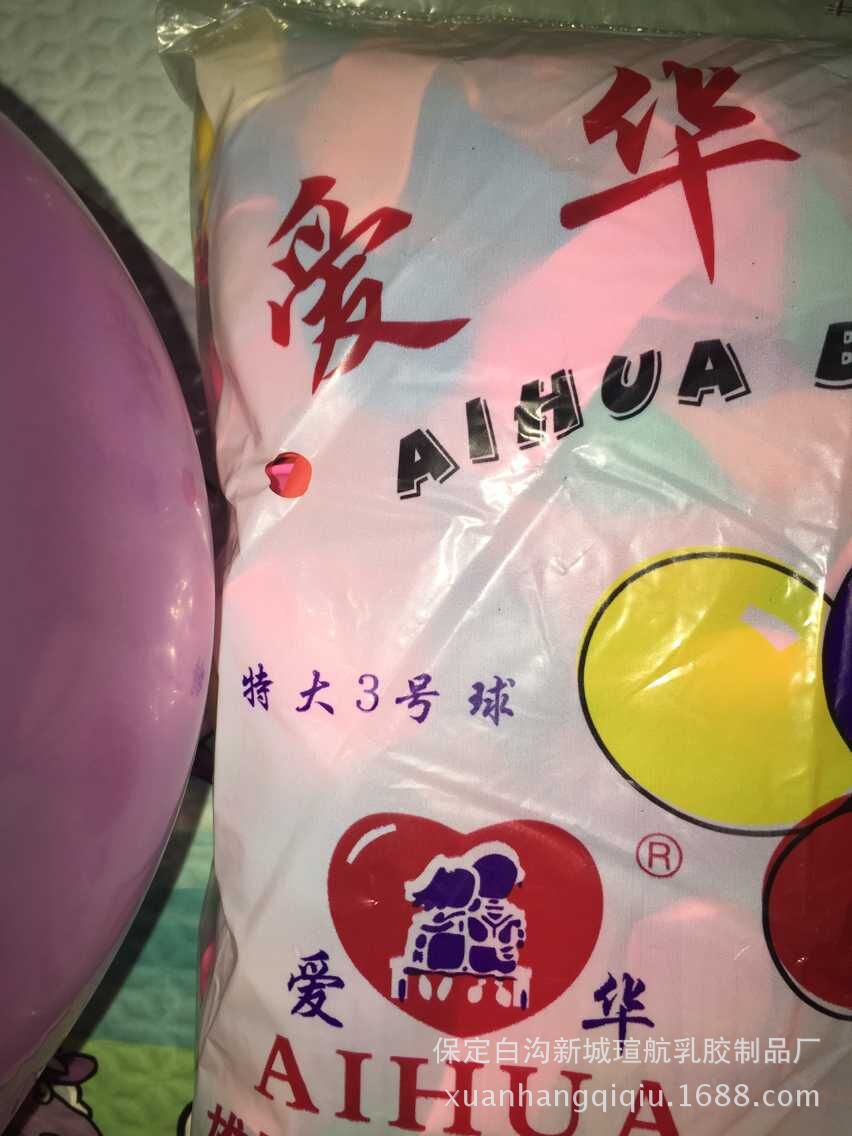 爱华
AIHUA B
特大3号球
®
爱华
AIHUA
保定白沟新城瑄航乳胶制品厂
xuanhangqiqiu.1688.com